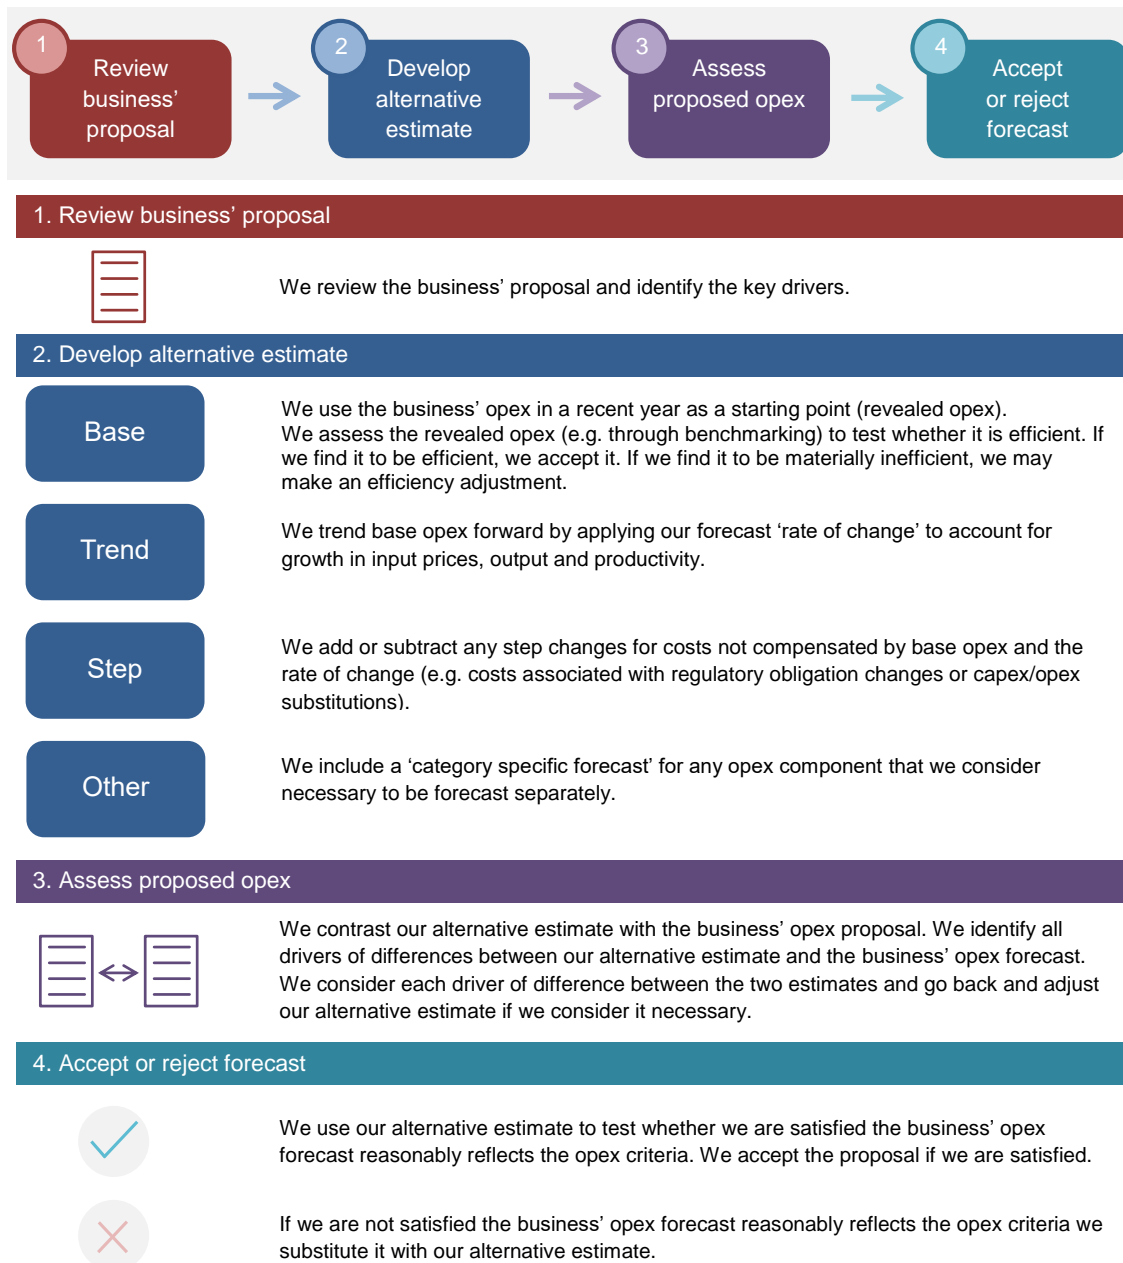 1
Review
business’
proposal
2
Develop
alternative
estimate
3
Assess
proposed opex
4
Accept
or reject
forecast
1. Review business’ proposal
We review the business’ proposal and identify the key drivers.
2. Develop alternative estimate
Base
We use the business’ opex in a recent year as a starting point (revealed opex).
We assess the revealed opex (e.g. through benchmarking) to test whether it is efficient. If
we find it to be efficient, we accept it. If we find it to be materially inefficient, we may
make an efficiency adjustment.
Trend
We trend base opex forward by applying our forecast ‘rate of change’ to account for
growth in input prices, output and productivity.
Step
We add or subtract any step changes for costs not compensated by base opex and the
rate of change (e.g. costs associated with regulatory obligation changes or capex/opex
substitutions).
Other
We include a ‘category specific forecast’ for any opex component that we consider
necessary to be forecast separately.
3. Assess proposed opex
We contrast our alternative estimate with the business’ opex proposal. We identify all
drivers of differences between our alternative estimate and the business’ opex forecast.
We consider each driver of difference between the two estimates and go back and adjust
our alternative estimate if we consider it necessary.
4. Accept or reject forecast
We use our alternative estimate to test whether we are satisfied the business’ opex
forecast reasonably reflects the opex criteria. We accept the proposal if we are satisfied.
If we are not satisfied the business’ opex forecast reasonably reflects the opex criteria we
substitute it with our alternative estimate.